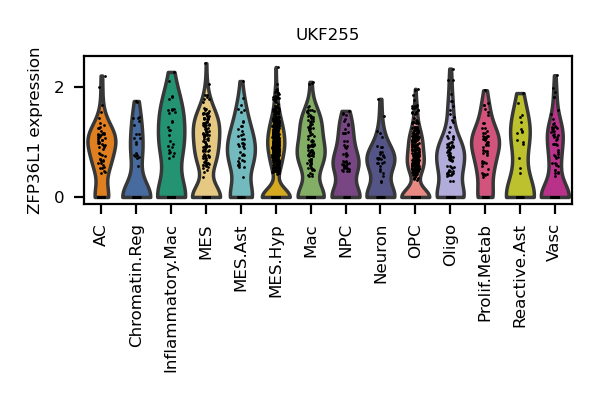 UKF255
ZFP36L1 expression
2
0
AC
Chromatin.Reg
Inflammatory.Mac
MES
MES.Ast
MES.Hyp
Mac
NPC
Neuron
OPC
Oligo
Prolif.Metab
Reactive.Ast
Vasc